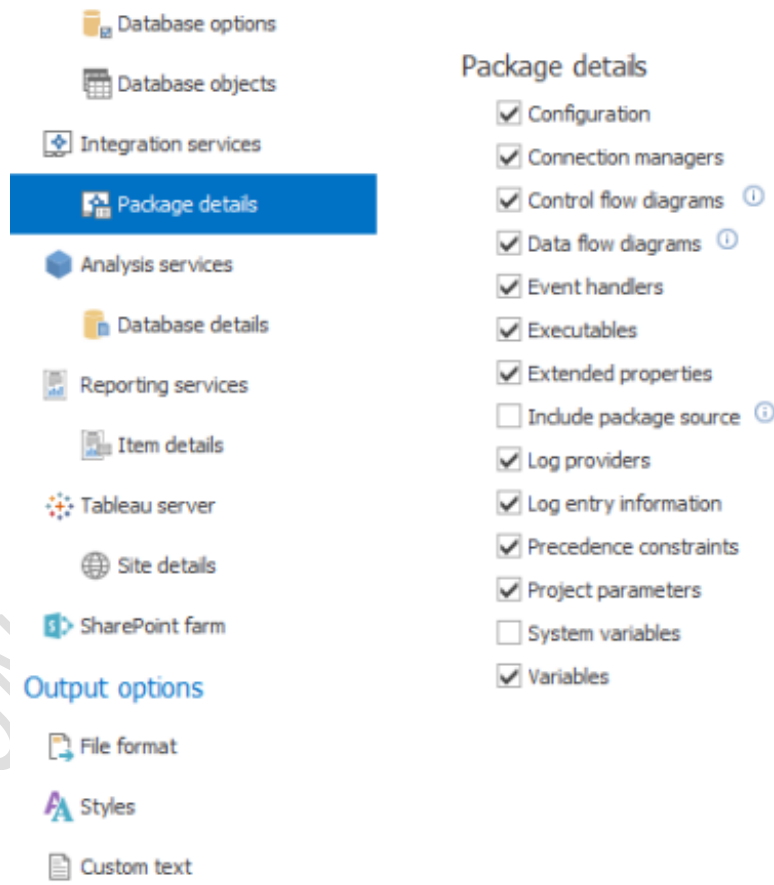 Database options
Database objects
Integration services
Package details
Analysis services
Database details
Reporting services
Item details
Tableau server
Site details
SharePoint farm
Output options
File format
Styles
Custom text
Package details
Configuration
Connection managers
Control flow diagrams
Data flow diagrams
Event handlers
Executables
Extended properties
Include package source
Log providers
Log entry information
Precedence constraints
Project parameters
System variables
Variables